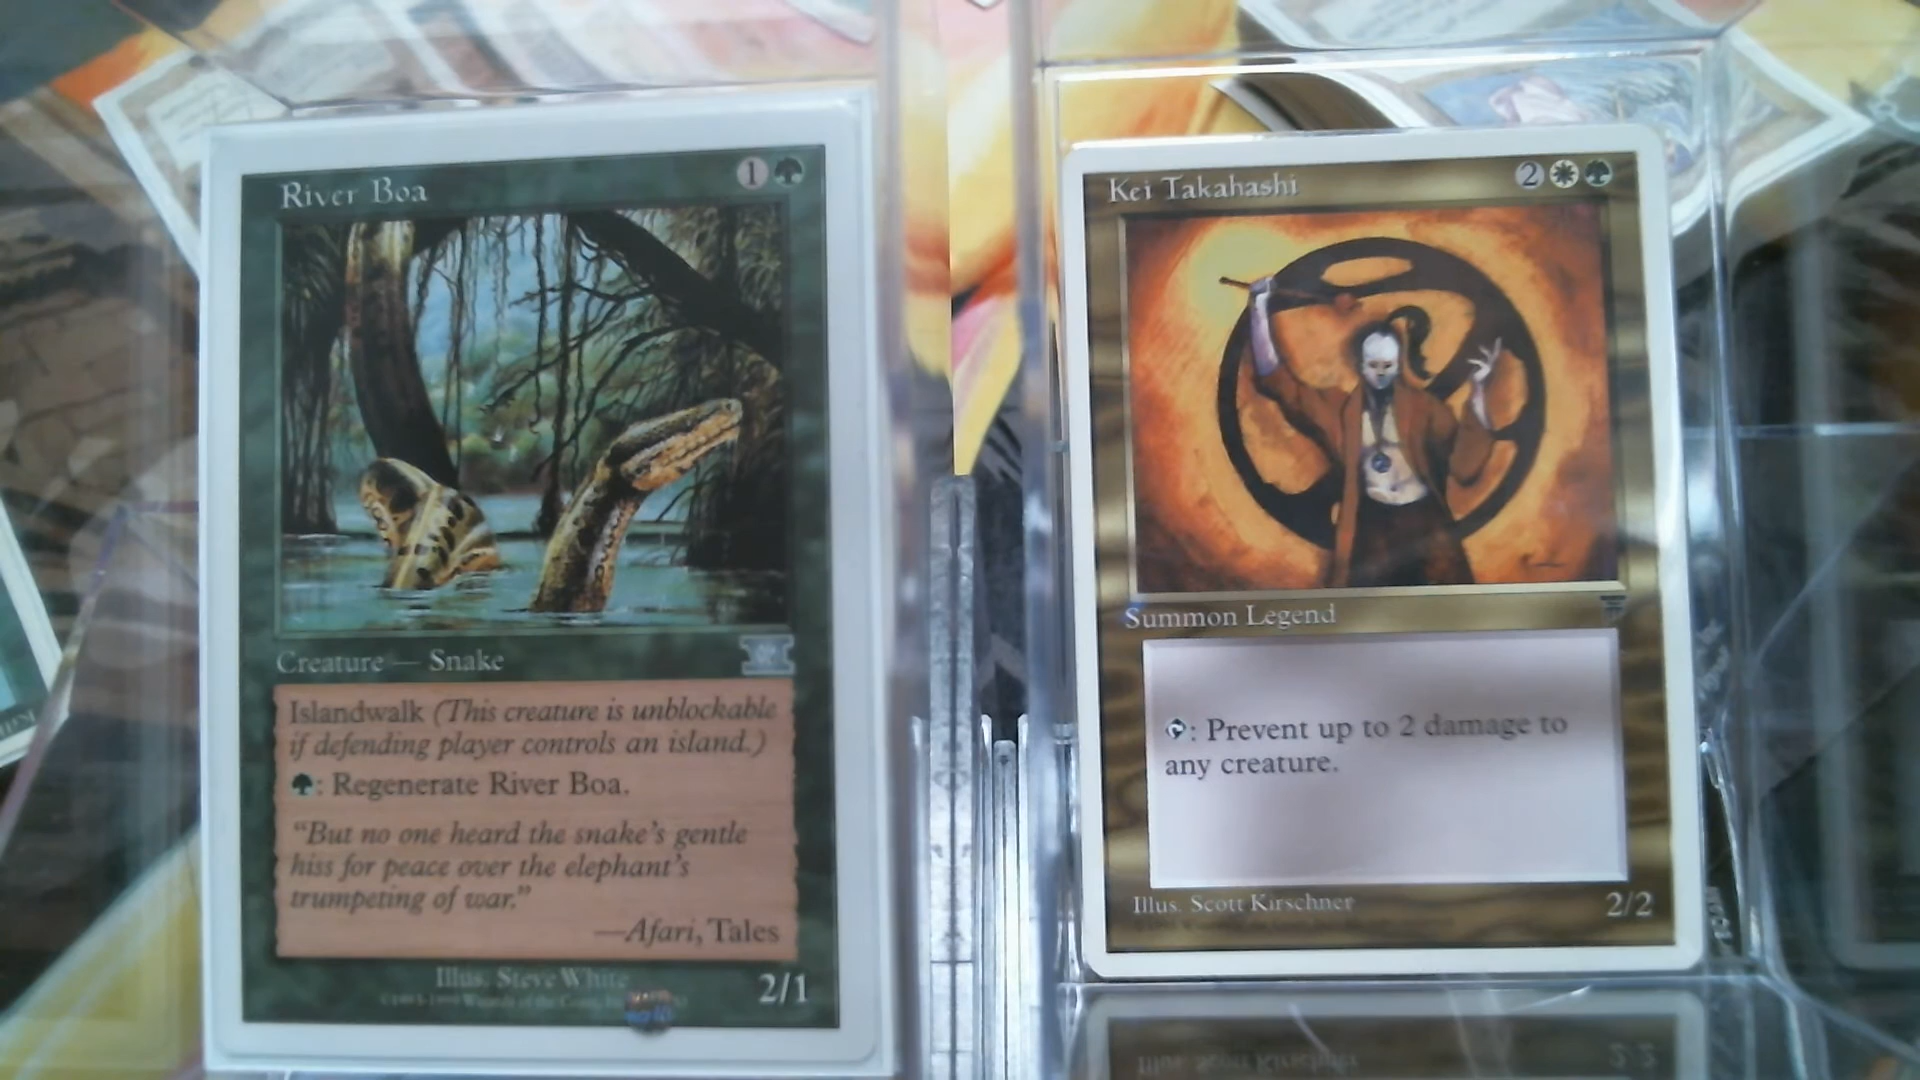 River Boa
1
Creature — Snake
Islandwalk (This creature is unblockable
if defending player controls an island.)
: Regenerate River Boa.
"But no one heard the snake's gentle
hiss for peace over the elephant's
trumpeting of war."
—Afari, Tales
Illus. Steve White
2/1
Kei Takahashi
2
Summon Legend
: Prevent up to 2 damage to
any creature.
Illus. Scott Kirschner
2/2